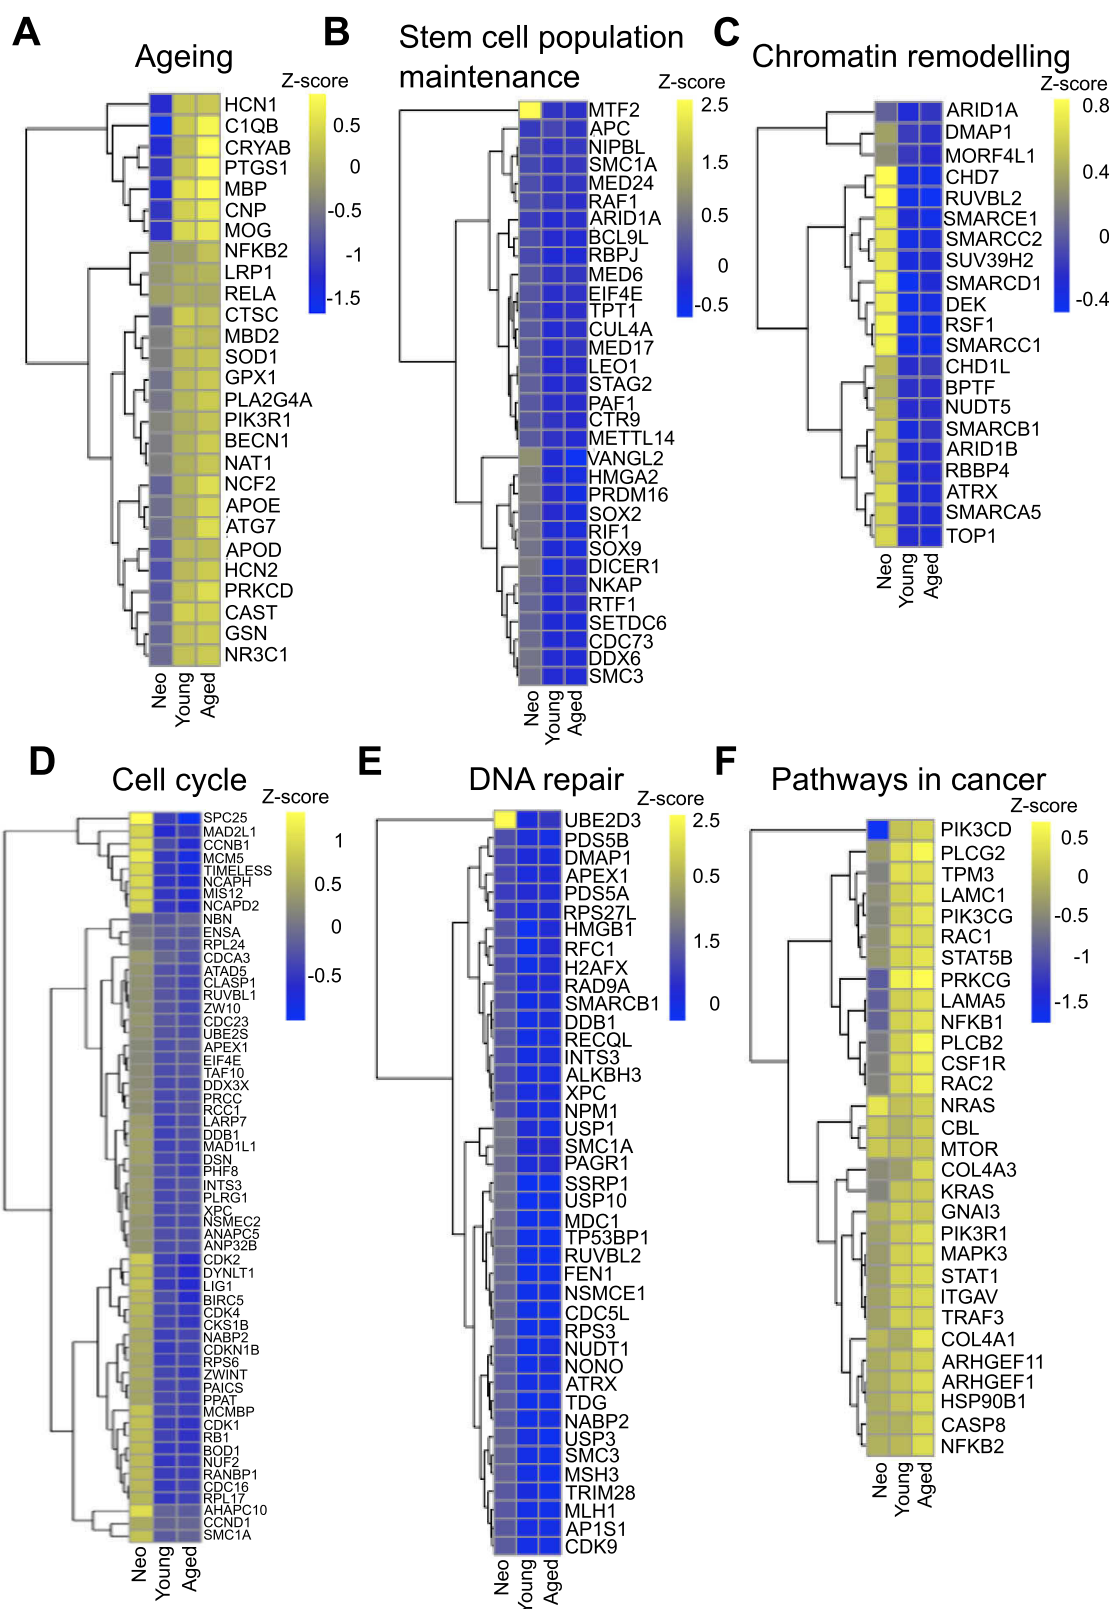 A
Ageing
Z-score
0.5
0
-0.5
-1
-1.5
HCN1
C1QB
CRYAB
PTGS1
MBP
CNP
MOG
NFKB2
LRP1
RELA
CTSC
MBD2
SOD1
GPX1
PLA2G4A
PIK3R1
BECN1
NAT1
NCF2
APOE
ATG7
APOD
HCN2
PRKCD
CAST
GSN
NR3C1
Neo
Young
Aged
B
Stem cell population
maintenance
Z-score
2.5
1.5
0.5
0
-0.5
MTF2
APC
NIPBL
SMC1A
MED24
RAF1
ARID1A
BCL9L
RBPJ
MED6
EIF4E
TPT1
CUL4A
MED17
LEO1
STAG2
PAF1
CTR9
METTL14
VANGL2
HMGA2
PRDM16
SOX2
RIF1
SOX9
DICER1
NKAP
RTF1
SETDC6
CDC73
DDX6
SMC3
Neo
Young
Aged
C
Chromatin remodelling
Z-score
0.8
0.4
0
-0.4
ARID1A
DMAP1
MORF4L1
CHD7
RUVBL2
SMARCE1
SMARCC2
SUV39H2
SMARCD1
DEK
RSF1
SMARCC1
CHD1L
BPTF
NUDT5
SMARCB1
ARID1B
RBBP4
ATRX
SMARCA5
TOP1
Neo
Young
Aged
D
Cell cycle
Z-score
1
0.5
0
-0.5
SPC25
MAD2L1
CCNB1
MCM5
TIMELESS
NCAPH
MIS12
NCAPD2
NBN
ENSA
RPL24
CDCA3
ATAD5
CLASP1
RUVBL1
ZW10
CDC23
UBE2S
APEX1
EIF4E
TAF10
DDX3X
PRCC
RCC1
LARP7
DDB1
MAD1L1
DSN
PHF8
INTS3
PLRG1
XPC
NSMEC2
ANAPC5
ANP32B
CDK2
DYNLT1
LIG1
BIRC5
CDK4
CKS1B
NABP2
CDKN1B
RPS6
ZWINT
PAICS
PPAT
MCMBP
CDK1
RB1
BOD1
NUF2
RANBP1
CDC16
RPL17
AHAPC10
CCND1
SMC1A
Neo
Young
Aged
E
DNA repair
Z-score
2.5
0.5
1.5
0
UBE2D3
PDS5B
DMAP1
APEX1
PDS5A
RPS27L
HMGB1
RFC1
H2AFX
RAD9A
SMARCB1
DDB1
RECQL
INTS3
ALKBH3
XPC
NPM1
USP1
SMC1A
PAGR1
SSRP1
USP10
MDC1
TP53BP1
RUVBL2
FEN1
NSMCE1
CDC5L
RPS3
NUDT1
NONO
ATRX
TDG
NABP2
USP3
SMC3
MSH3
TRIM28
MLH1
AP1S1
CDK9
Neo
Young
Aged
F
Pathways in cancer
Z-score
0.5
0
-0.5
-1
-1.5
PIK3CD
PLCG2
TPM3
LAMC1
PIK3CG
RAC1
STAT5B
PRKCG
LAMA5
NFKB1
PLCB2
CSF1R
RAC2
NRAS
CBL
MTOR
COL4A3
KRAS
GNAI3
PIK3R1
MAPK3
STAT1
ITGAV
TRAF3
COL4A1
ARHGEF11
ARHGEF1
HSP90B1
CASP8
NFKB2
Neo
Young
Aged